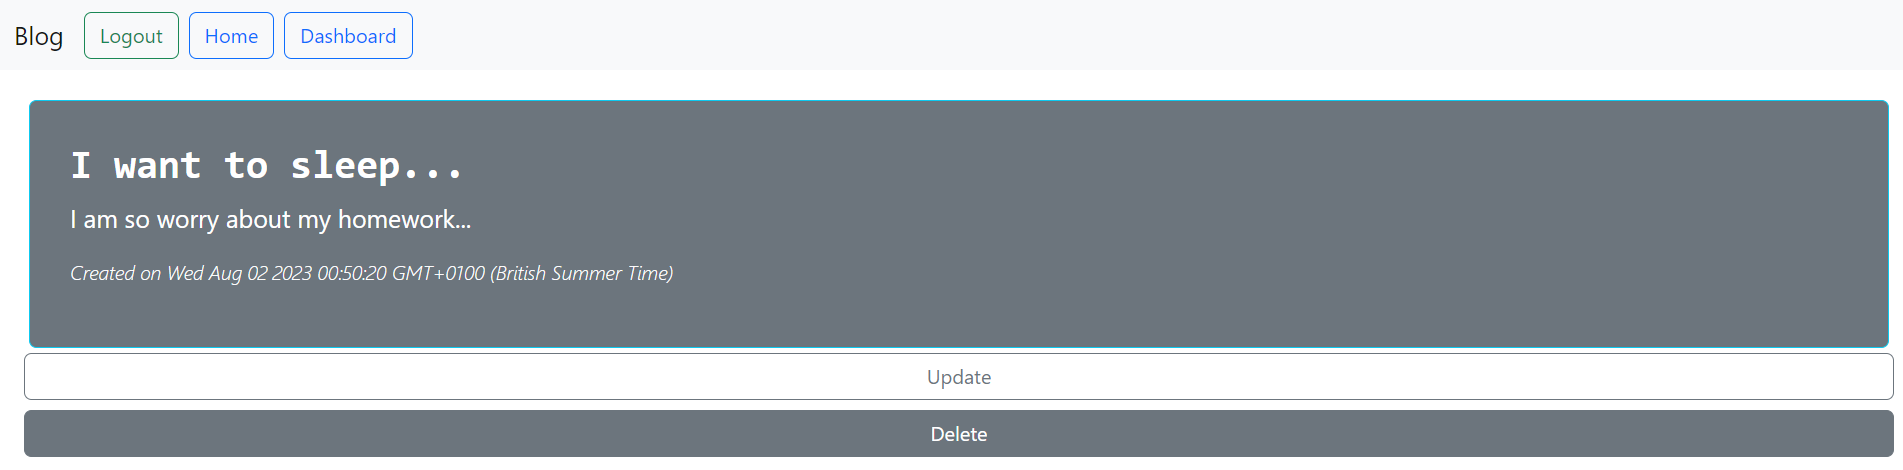 Blog Logout Home Dashboard
I want to sleep...
I am so worry about my homework...
Created on Wed Aug 02 2023 00:50:20 GMT+0100 (British Summer Time)
Update
Delete